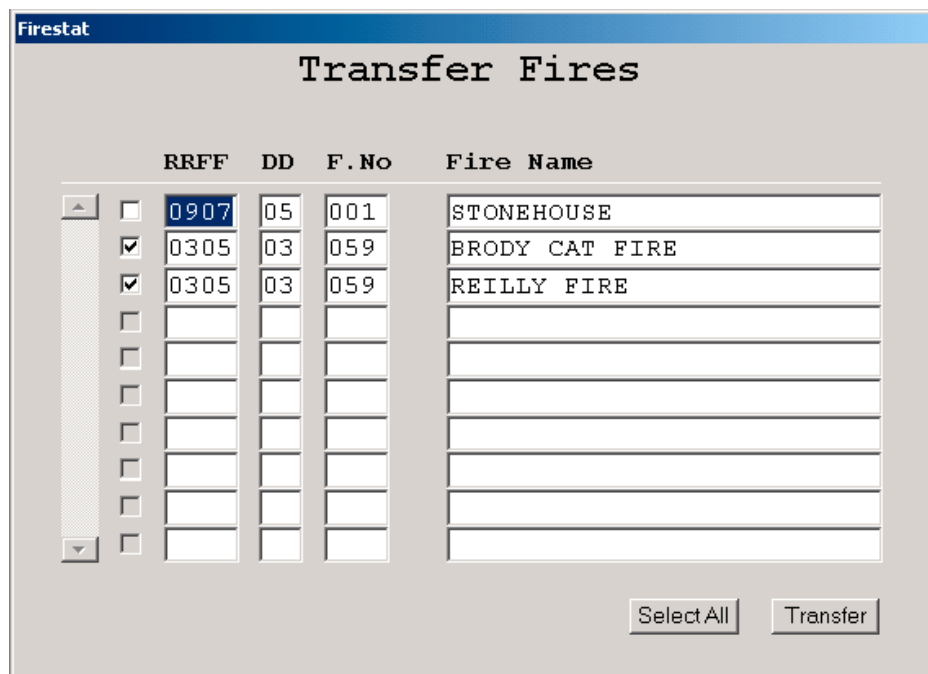 Firestat
Transfer Fires
RRFF DD F.No Fire Name
0907 05 001 STONEHOUSE
0305 03 059 BRODY CAT FIRE
0305 03 059 REILLY FIRE
Select All Transfer